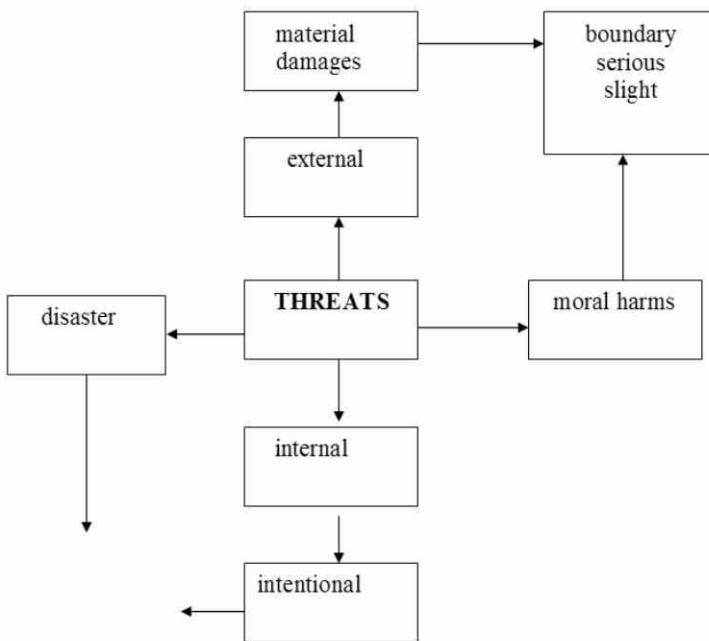 material
damages
boundary
serious
slight
external
THREATS
disaster
moral harms
internal
intentional